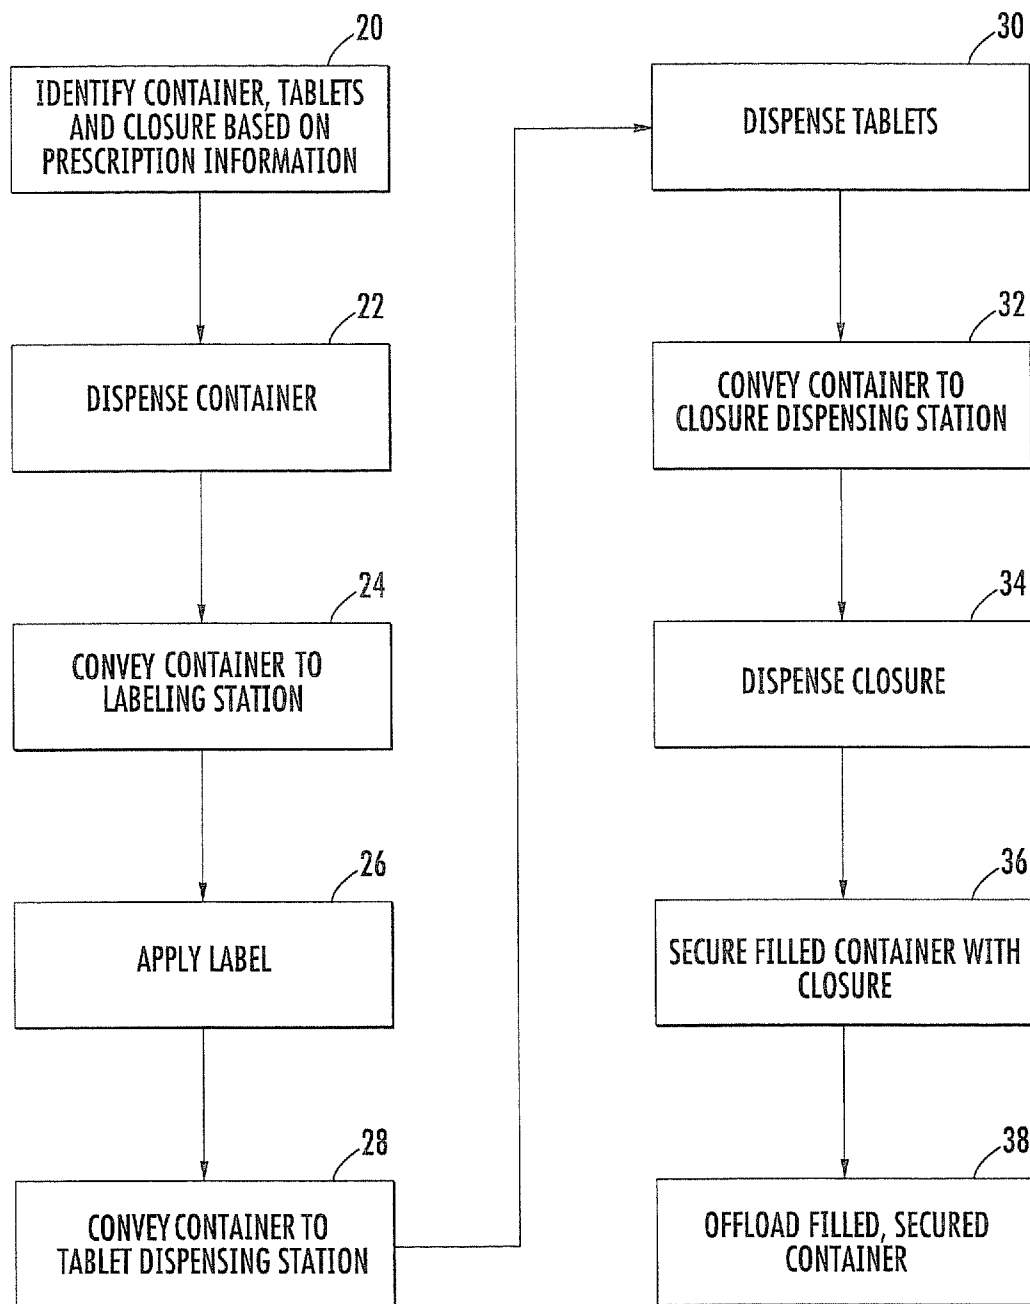 20
IDENTIFY CONTAINER, TABLETS
AND CLOSURE BASED ON
PRESCRIPTION INFORMATION
22
DISPENSE CONTAINER
24
CONVEY CONTAINER TO
LABELING STATION
26
APPLY LABEL
28
CONVEY CONTAINER TO
TABLET DISPENSING STATION
30
DISPENSE TABLETS
32
CONVEY CONTAINER TO
CLOSURE DISPENSING STATION
34
DISPENSE CLOSURE
36
SECURE FILLED CONTAINER WITH
CLOSURE
38
OFFLOAD FILLED, SECURED
CONTAINER